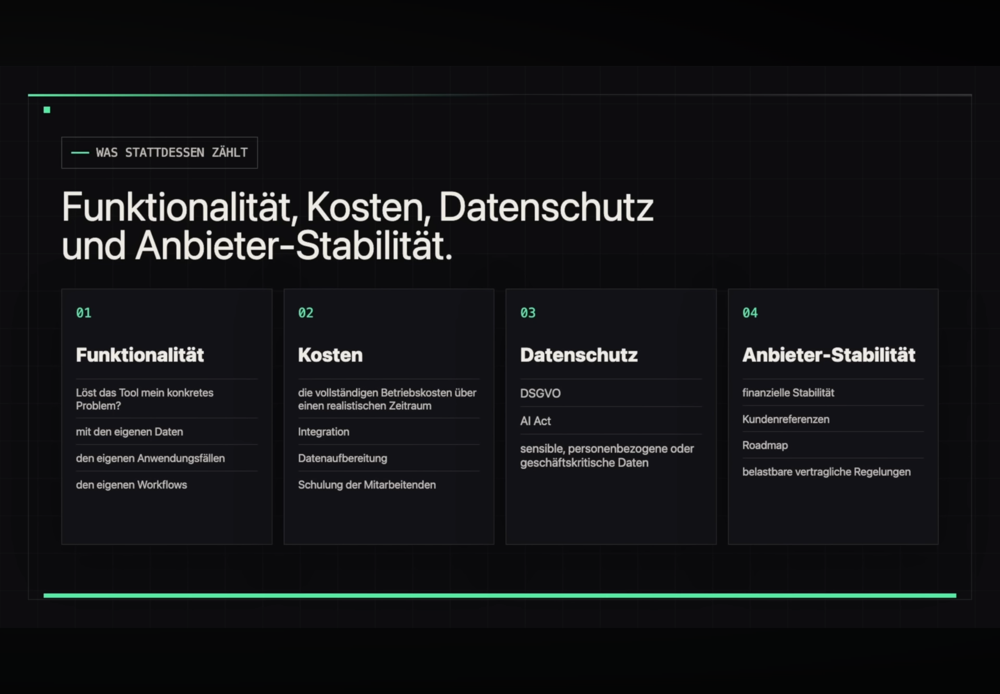 WAS STATTDESSEN ZÄHLT
Funktionalität, Kosten, Datenschutz
und Anbieter-Stabilität.
01
Funktionalität
Löst das Tool mein konkretes
Problem?
mit den eigenen Daten
den eigenen Anwendungsfällen
den eigenen Workflows
02
Kosten
die vollständigen Betriebskosten über
einen realistischen Zeitraum
Integration
Datenaufbereitung
Schulung der Mitarbeitenden
03
Datenschutz
DSGVO
AI Act
sensible, personenbezogene oder
geschäftskritische Daten
04
Anbieter-Stabilität
finanzielle Stabilität
Kundenreferenzen
Roadmap
belastbare vertragliche Regelungen